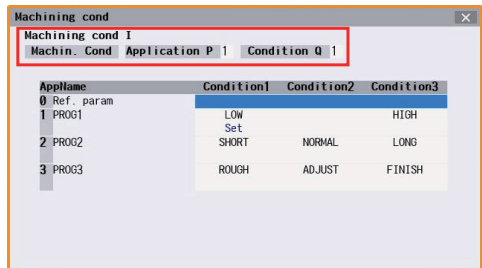 Machining cond
Machining cond I
Machin. Cond Application P 1 Condition Q 1
AppName Condition1 Condition2 Condition3
0 Ref. param
1 PROG1 LOW HIGH
Set
2 PROG2 SHORT NORMAL LONG
3 PROG3 ROUGH ADJUST FINISH